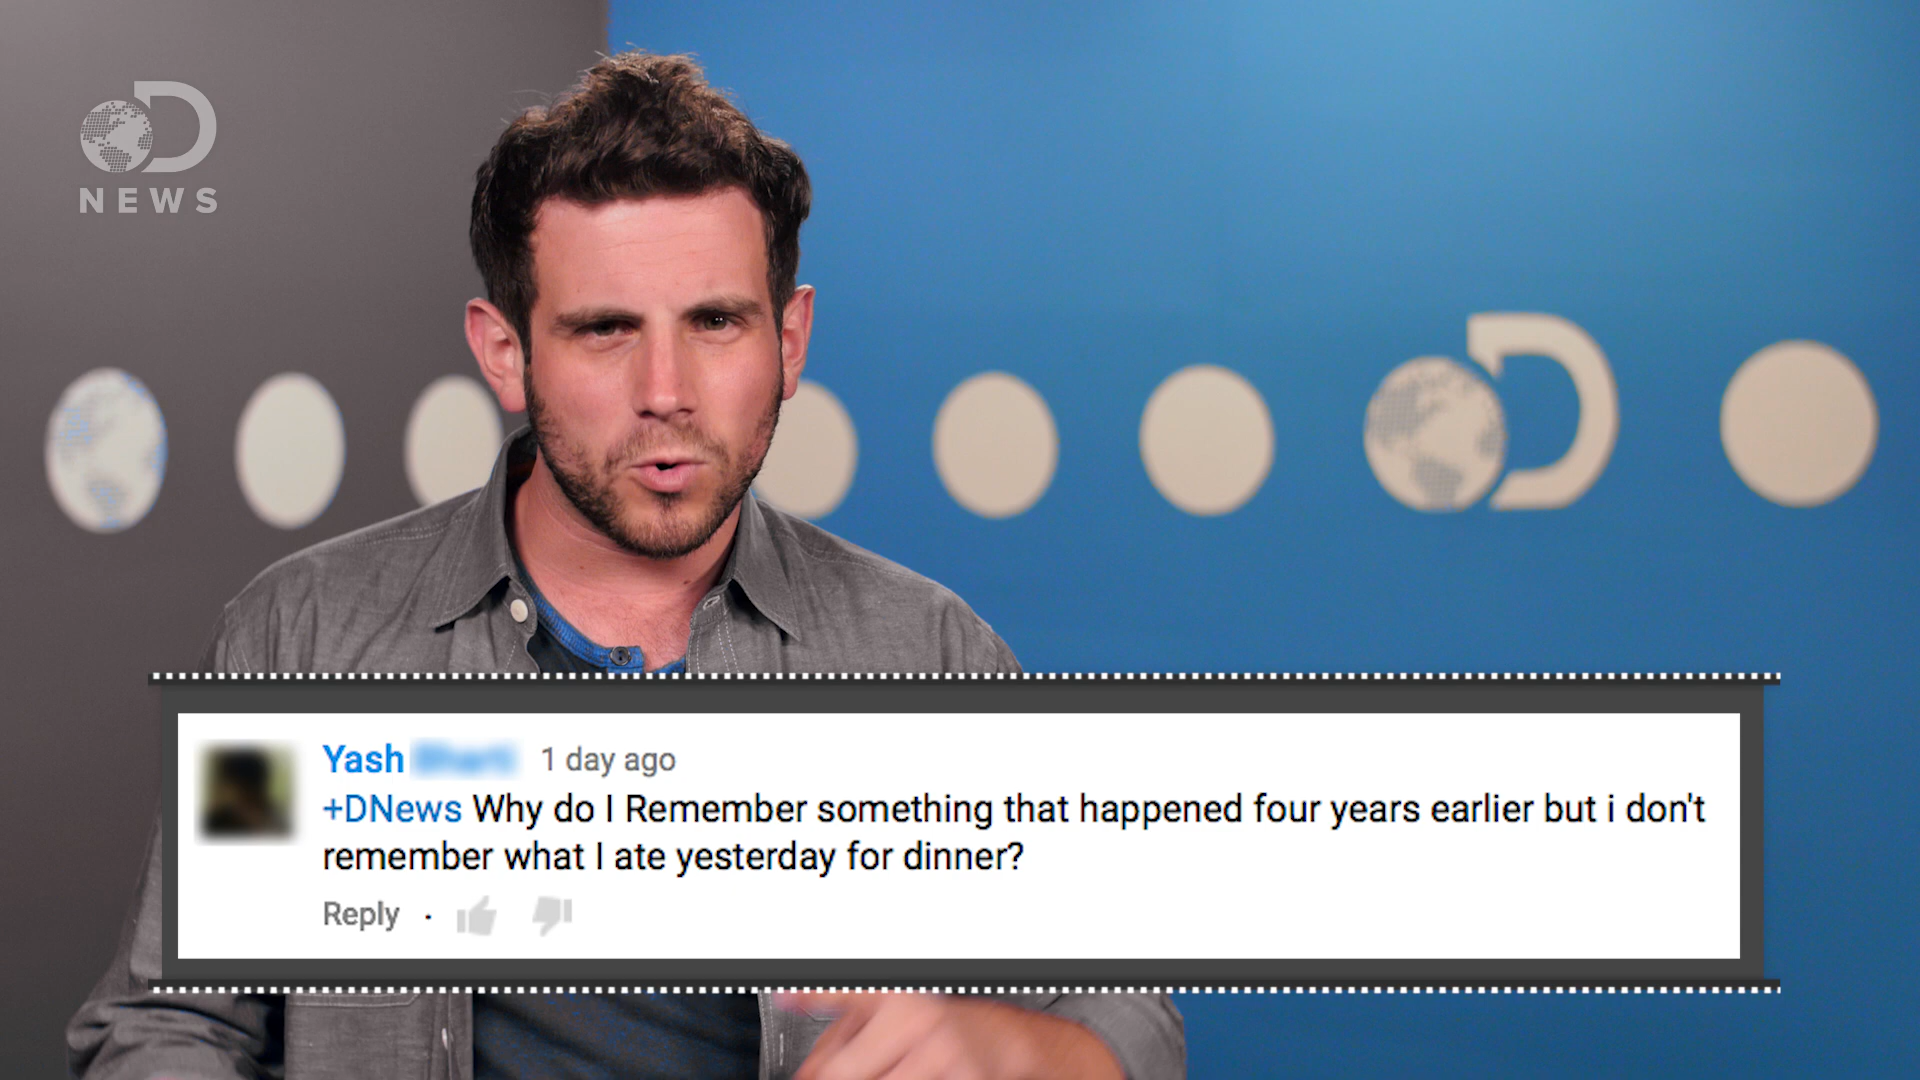 NEWS
Yash 1 day ago
+DNews Why do I Remember something that happened four years earlier but i don't
remember what I ate yesterday for dinner?
Reply ·